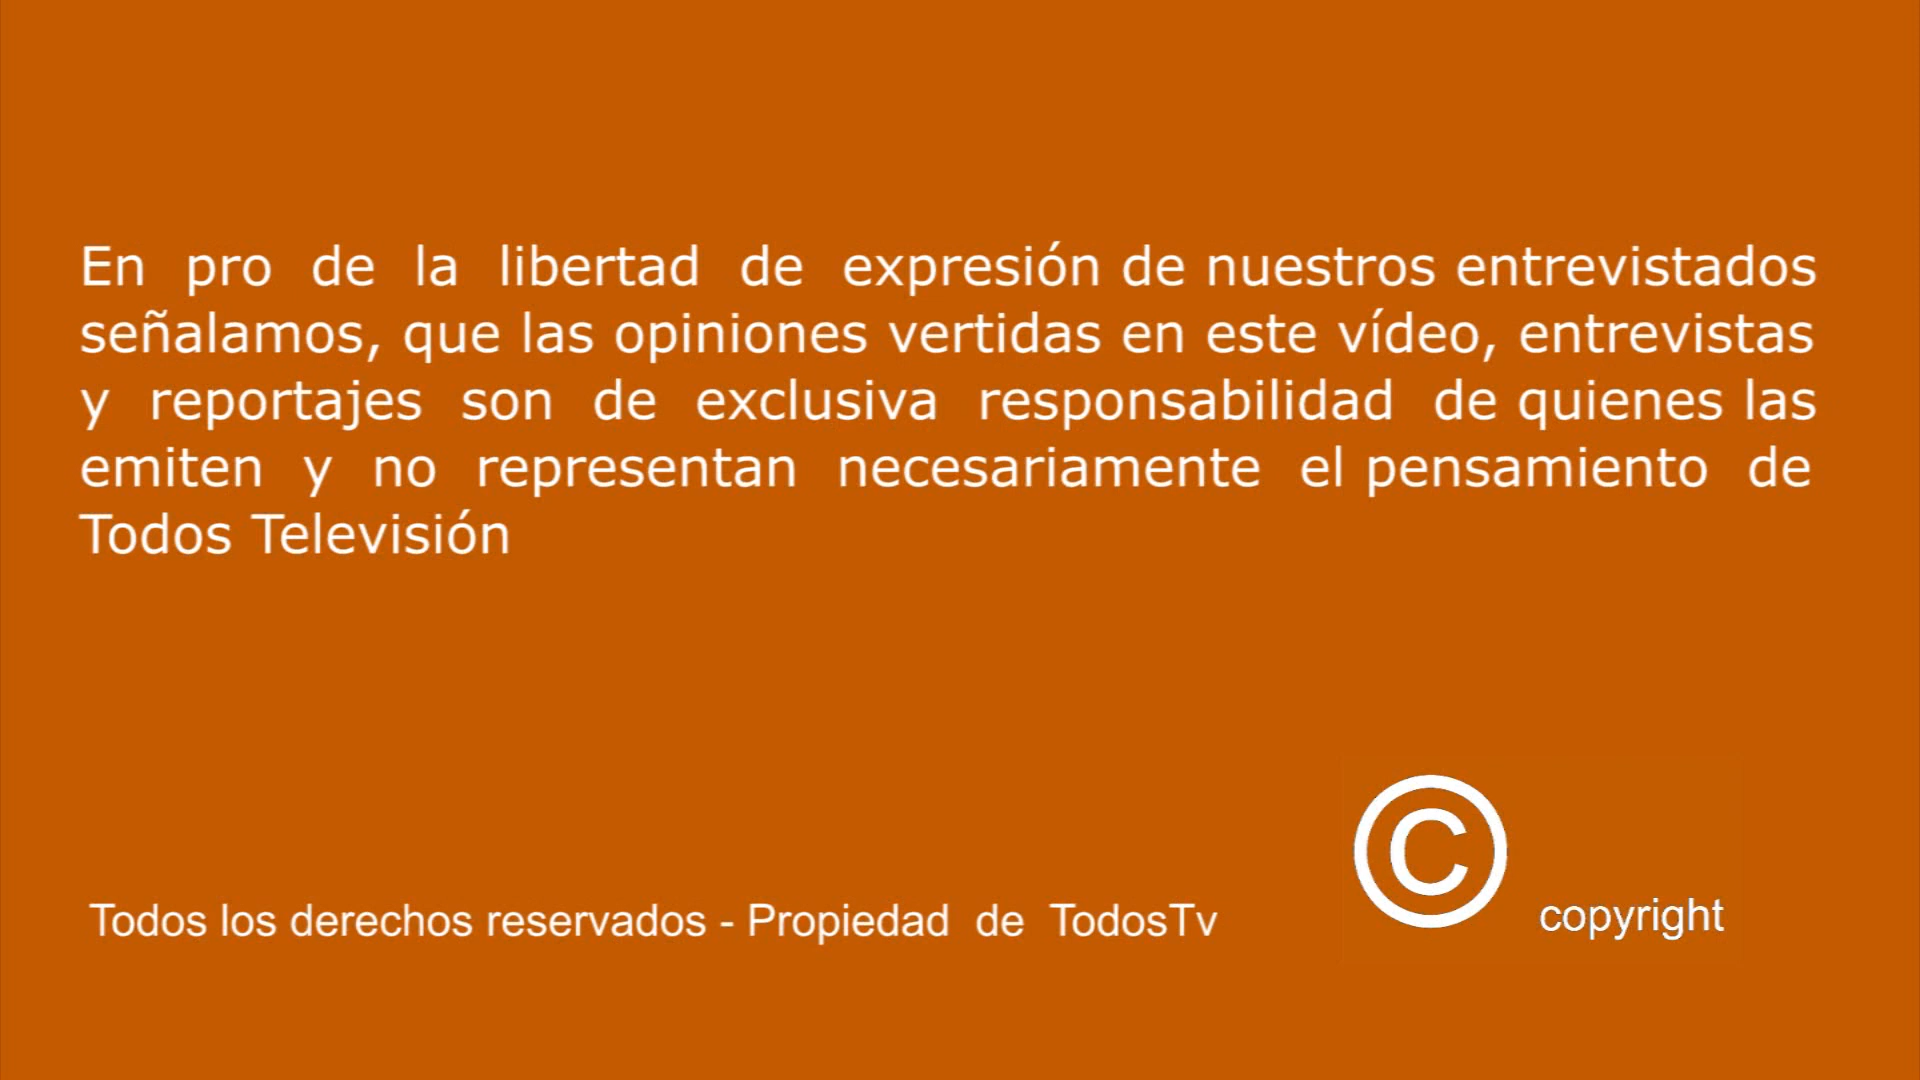 En pro de la libertad de expresión de nuestros entrevistados
señalamos, que las opiniones vertidas en este vídeo, entrevistas
y reportajes son de exclusiva responsabilidad de quienes las
emiten y no representan necesariamente el pensamiento de
Todos Televisión
Todos los derechos reservados - Propiedad de TodosTv
© copyright